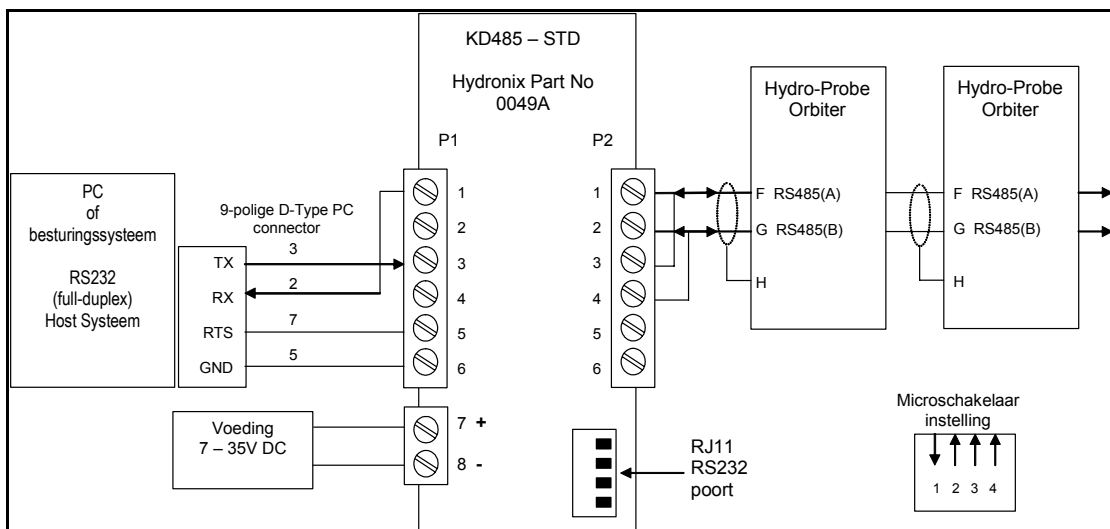 KD485 – STD
Hydronix Part No
0049A
P1
P2
PC
of
besturingssysteem
RS232
(full-duplex)
Host Systeem
9-polige D-Type PC
connector
TX
3
RX
2
RTS
7
GND
5
1
2
3
4
5
6
Voeding
7 – 35V DC
7 +
8 -
1
2
3
4
5
6
RJ11
RS232
poort
Hydro-Probe
Orbiter
F RS485(A)
G RS485(B)
H
Hydro-Probe
Orbiter
F RS485(A)
G RS485(B)
H
Microschakelaar
instelling
1 2 3 4